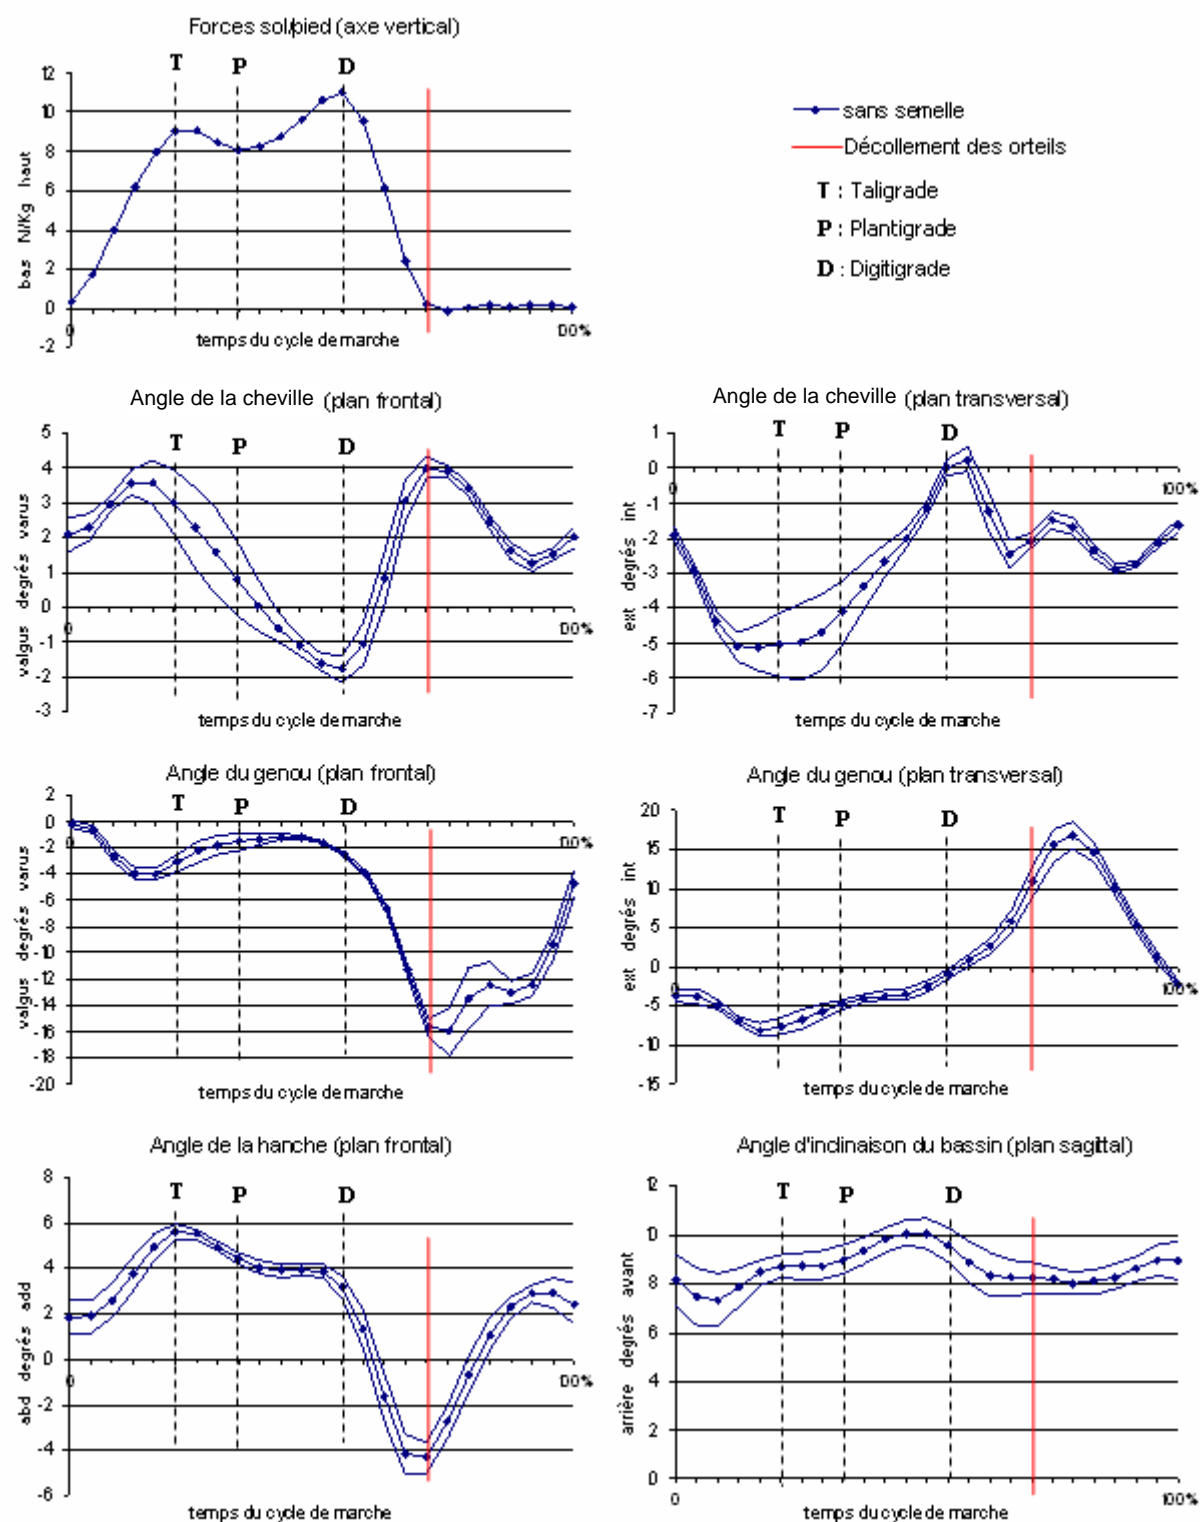 Forces sol/pied (axe vertical)
T P D
12
10
8
6
4
2
0
-2
bas N/Kg haut
0 100%
temps du cycle de marche
sans semelle
Décollement des orteils
T : Taligrade
P : Plantigrade
D : Digitigrade
Angle de la cheville (plan frontal)
T P D
5
4
3
2
1
0
-1
-2
-3
valgus degrés varus
0 100%
temps du cycle de marche
Angle de la cheville (plan transversal)
T P D
1
0
-1
-2
-3
-4
-5
-6
-7
ext degrés int
0 100%
temps du cycle de marche
Angle du genou (plan frontal)
T P D
2
0
-2
-4
-6
-8
-10
-12
-14
-16
-18
-20
valgus degrés varus
0 100%
temps du cycle de marche
Angle du genou (plan transversal)
T P D
20
15
10
5
0
-5
-10
-15
ext degrés int
0 100%
temps du cycle de marche
Angle de la hanche (plan frontal)
T P D
8
6
4
2
0
-2
-4
-6
abd degrés add
0 100%
temps du cycle de marche
Angle d'inclinaison du bassin (plan sagittal)
T P D
12
10
8
6
4
2
0
arrière degrés avant
0 100%
temps du cycle de marche